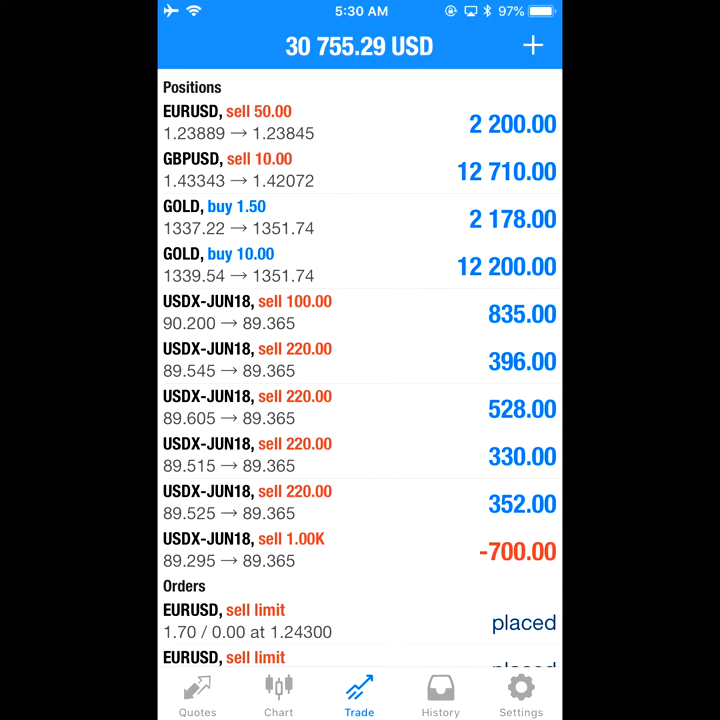 5:30 AM
97%
30 755.29 USD
+
Positions
EURUSD, sell 50.00
1.23889 → 1.23845
2 200.00
GBPUSD, sell 10.00
1.43343 → 1.42072
12 710.00
GOLD, buy 1.50
1337.22 → 1351.74
2 178.00
GOLD, buy 10.00
1339.54 → 1351.74
12 200.00
USDX-JUN18, sell 100.00
90.200 → 89.365
835.00
USDX-JUN18, sell 220.00
89.545 → 89.365
396.00
USDX-JUN18, sell 220.00
89.605 → 89.365
528.00
USDX-JUN18, sell 220.00
89.515 → 89.365
330.00
USDX-JUN18, sell 220.00
89.525 → 89.365
352.00
USDX-JUN18, sell 1.00K
89.295 → 89.365
-700.00
Orders
EURUSD, sell limit
1.70 / 0.00 at 1.24300
placed
EURUSD, sell limit
placed
Quotes
Chart
Trade
History
Settings